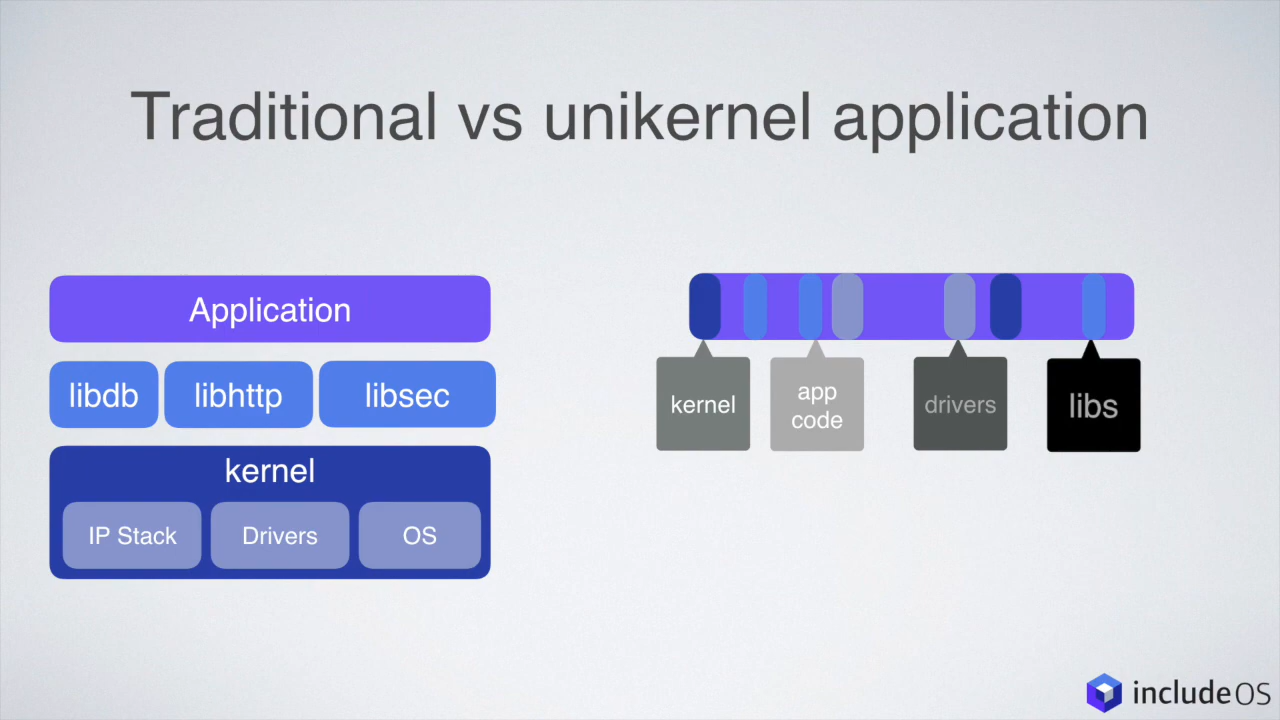 Traditional vs unikernel application
Application
libdb libhttp libsec
kernel
IP Stack Drivers OS
kernel
app
code
drivers
libs
includeOS